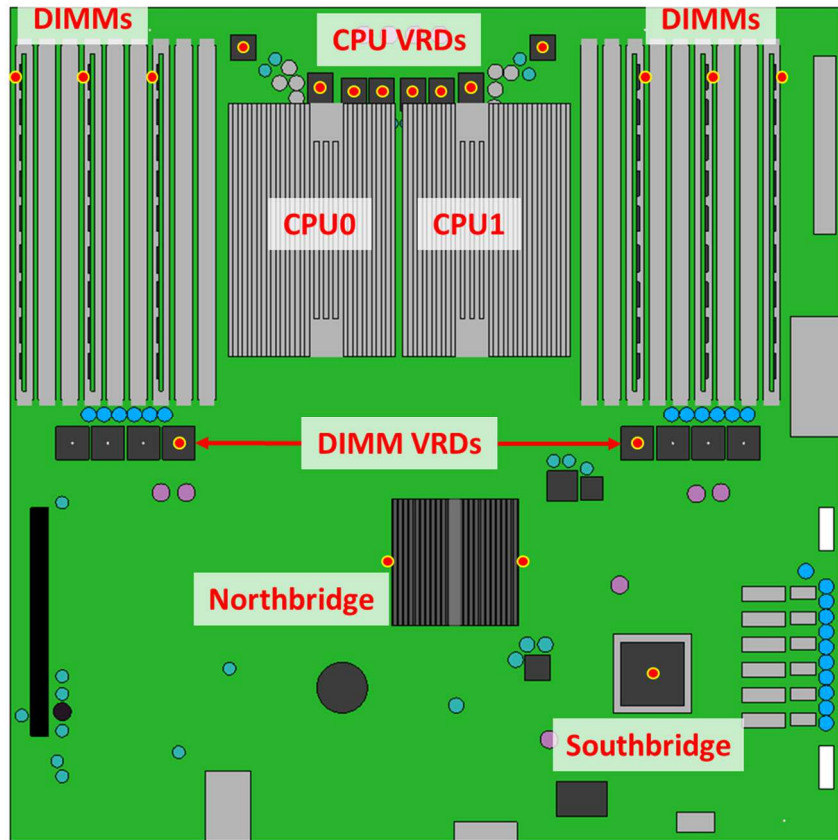 DIMMs
CPU VRDs
DIMMs
CPU0
CPU1
DIMM VRDs
Northbridge
Southbridge